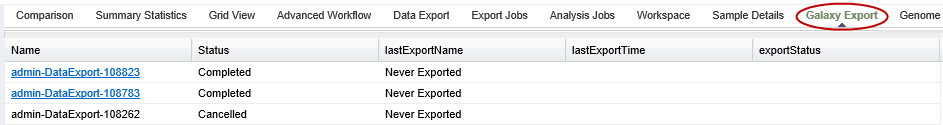 Comparison Summary Statistics Grid View Advanced Workflow Data Export Export Jobs Analysis Jobs Workspace Sample Details Galaxy Export Genome
Name Status lastExportName lastExportTime exportStatus
admin-DataExport-108823 Completed Never Exported
admin-DataExport-108783 Completed Never Exported
admin-DataExport-108262 Cancelled Never Exported